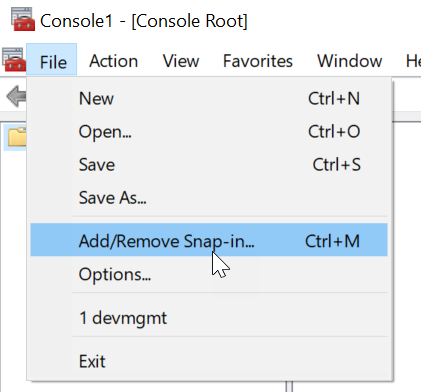 Console1 - [Console Root]
File Action View Favorites Window He
New Ctrl+N
Open... Ctrl+O
Save Ctrl+S
Save As...
Add/Remove Snap-in... Ctrl+M
Options...
1 devmgmt
Exit